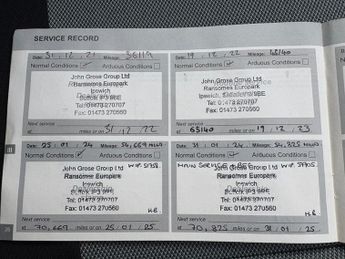 SERVICE RECORD
Date: 31.12.21 Mileage: 56119
Normal Conditions ✓ Arduous Conditions
John Grose Group Ltd
Ransomes Europark
Ipswich
Tel: 01473 270707
Fax: 01473 270560
Next service
at miles or on 31/12/22
Date: 19.12.22 Mileage:
Normal Conditions ✓ Arduous Conditions
John Grose Group Ltd
Ransomes Europark
Ipswich,
Tel: 01473 270707
Fax: 01473 270560
Next service
at 65140 miles or on 19.12.23
Date: 25.01.24 Mileage: 54,669 MILES
Normal Conditions ✓ Arduous Conditions
John Grose Group Ltd
Ransomes Europark
Ipswich
Tel: 01473 270707
Fax: 01473 270560
H.B.
Next service
at 70,669 miles or on 25.01.25
Date: 31.01.24 Mileage: 54,825 MILES
Normal Conditions Arduous Conditions
MAIN SERVICE
John Grose Group Ltd
Ransomes Europark
Ipswich
Tel: 01473 270707
Fax: 01473 270560
H.B.
Next service
at 70,825 miles or on 31.01.25